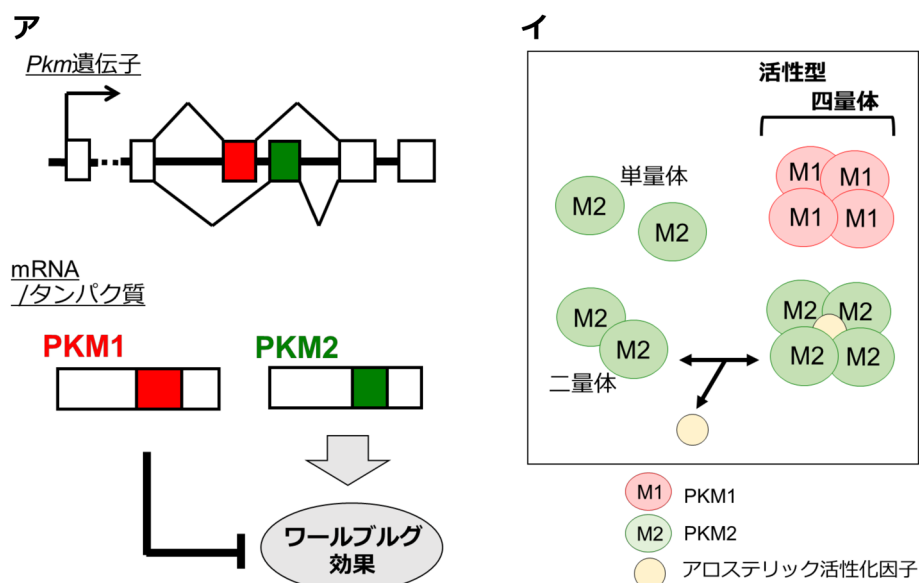 ア
Pkm遺伝子
mRNA
/タンパク質
PKM1
PKM2
ワールブルグ
効果
イ
活性型
四量体
単量体
M2
M2
M1
M1
M1
M1
M2
M2
二量体
M2
M2
M2
M2
M1 PKM1
M2 PKM2
アロステリック活性化因子